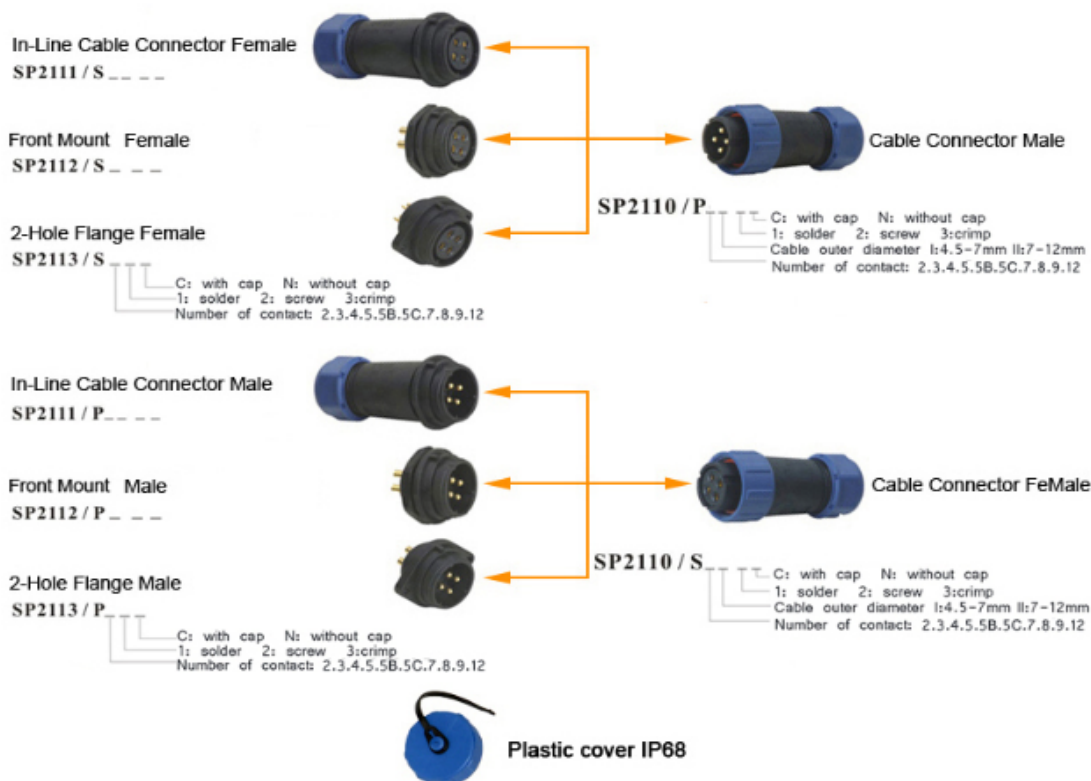 In-Line Cable Connector Female
SP2111 / S _ _ _ _
Front Mount Female
SP2112 / S _ _ _
2-Hole Flange Female
SP2113 / S _ _ _
C: with cap N: without cap
1: solder 2: screw 3:crimp
Number of contact: 2.3.4.5.5B.5C.7.8.9.12
Cable Connector Male
SP2110 / P _ _ _ _
C: with cap N: without cap
1: solder 2: screw 3:crimp
Cable outer diameter I:4.5-7mm II:7-12mm
Number of contact: 2.3.4.5.5B.5C.7.8.9.12
In-Line Cable Connector Male
SP2111 / P _ _ _ _
Front Mount Male
SP2112 / P _ _ _
2-Hole Flange Male
SP2113 / P _ _ _
C: with cap N: without cap
1: solder 2: screw 3:crimp
Number of contact: 2.3.4.5.5B.5C.7.8.9.12
Cable Connector FeMale
SP2110 / S _ _ _ _
C: with cap N: without cap
1: solder 2: screw 3:crimp
Cable outer diameter I:4.5-7mm II:7-12mm
Number of contact: 2.3.4.5.5B.5C.7.8.9.12
Plastic cover IP68